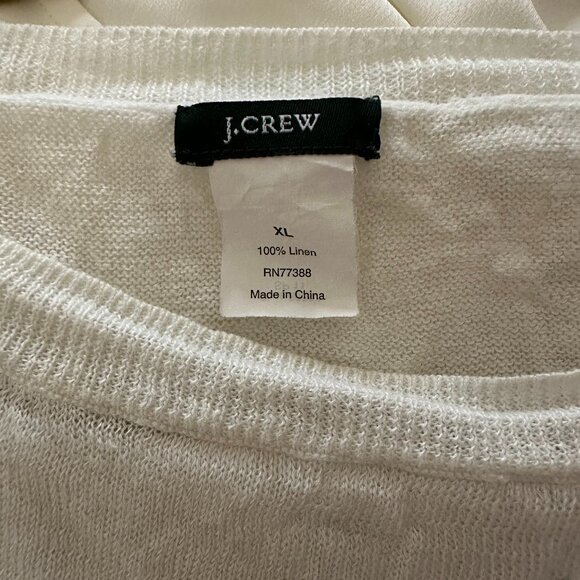 J.CREW
XL
100% Linen
RN77388
Made in China